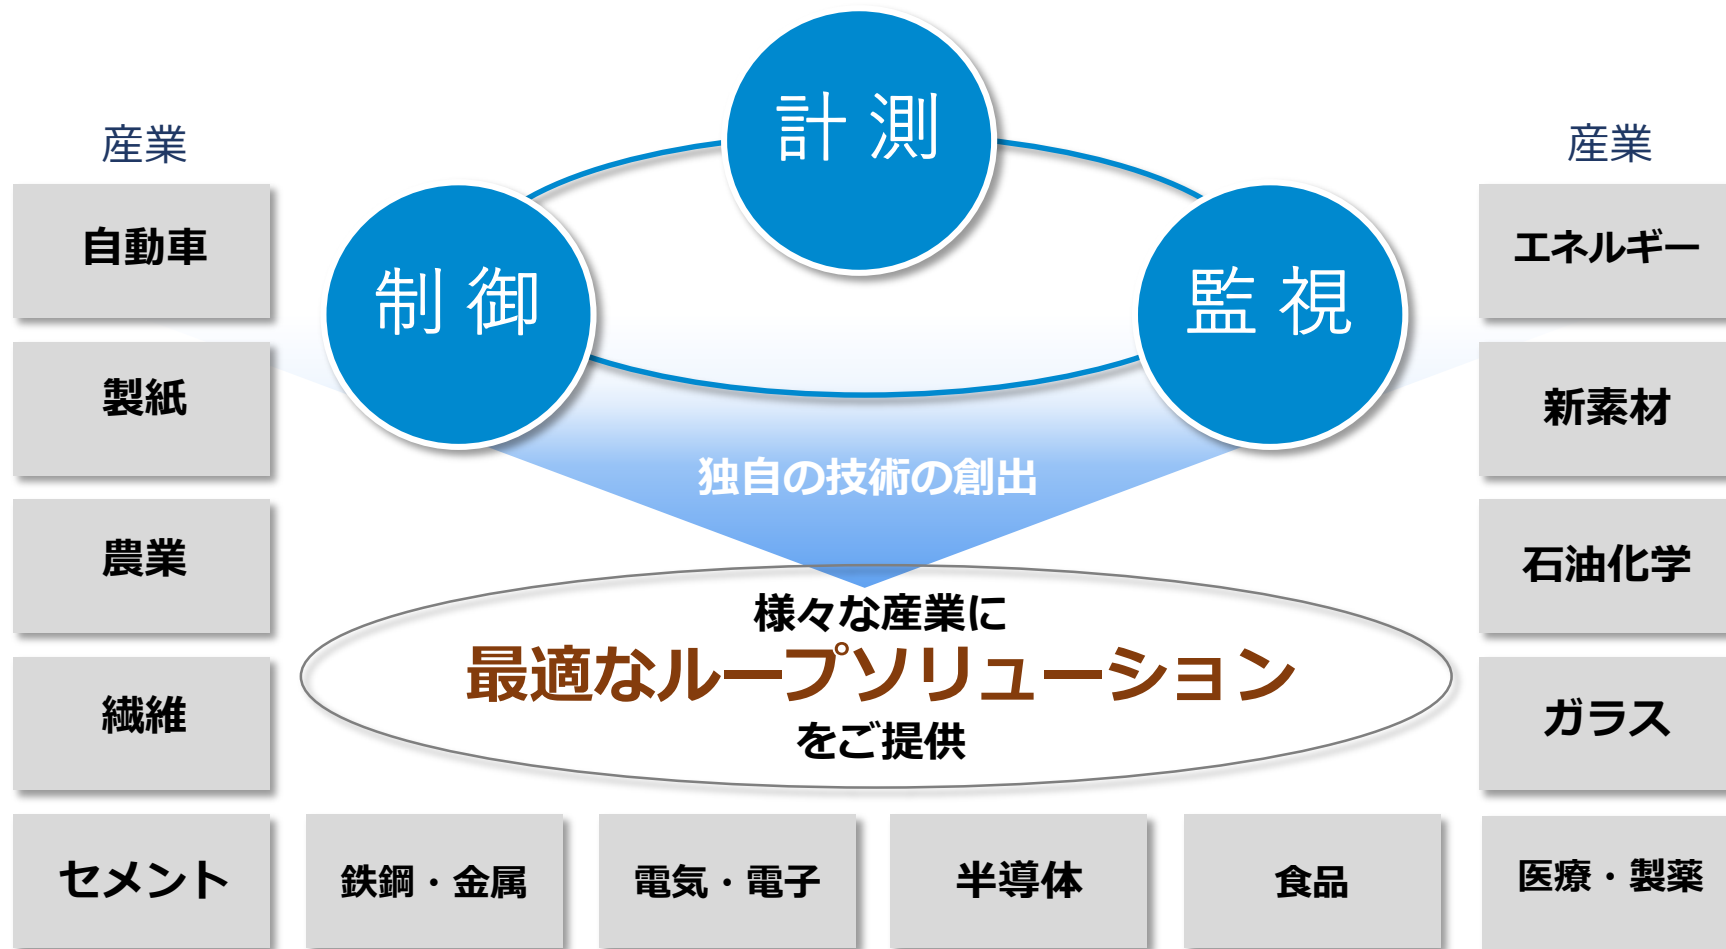 計測
産業
産業
制御
監視
自動車
エネルギー
製紙
新素材
独自の技術の創出
農業
石油化学
様々な産業に
最適なループソリューション
をご提供
繊維
ガラス
セメント
鉄鋼・金属
電気・電子
半導体
食品
医療・製薬